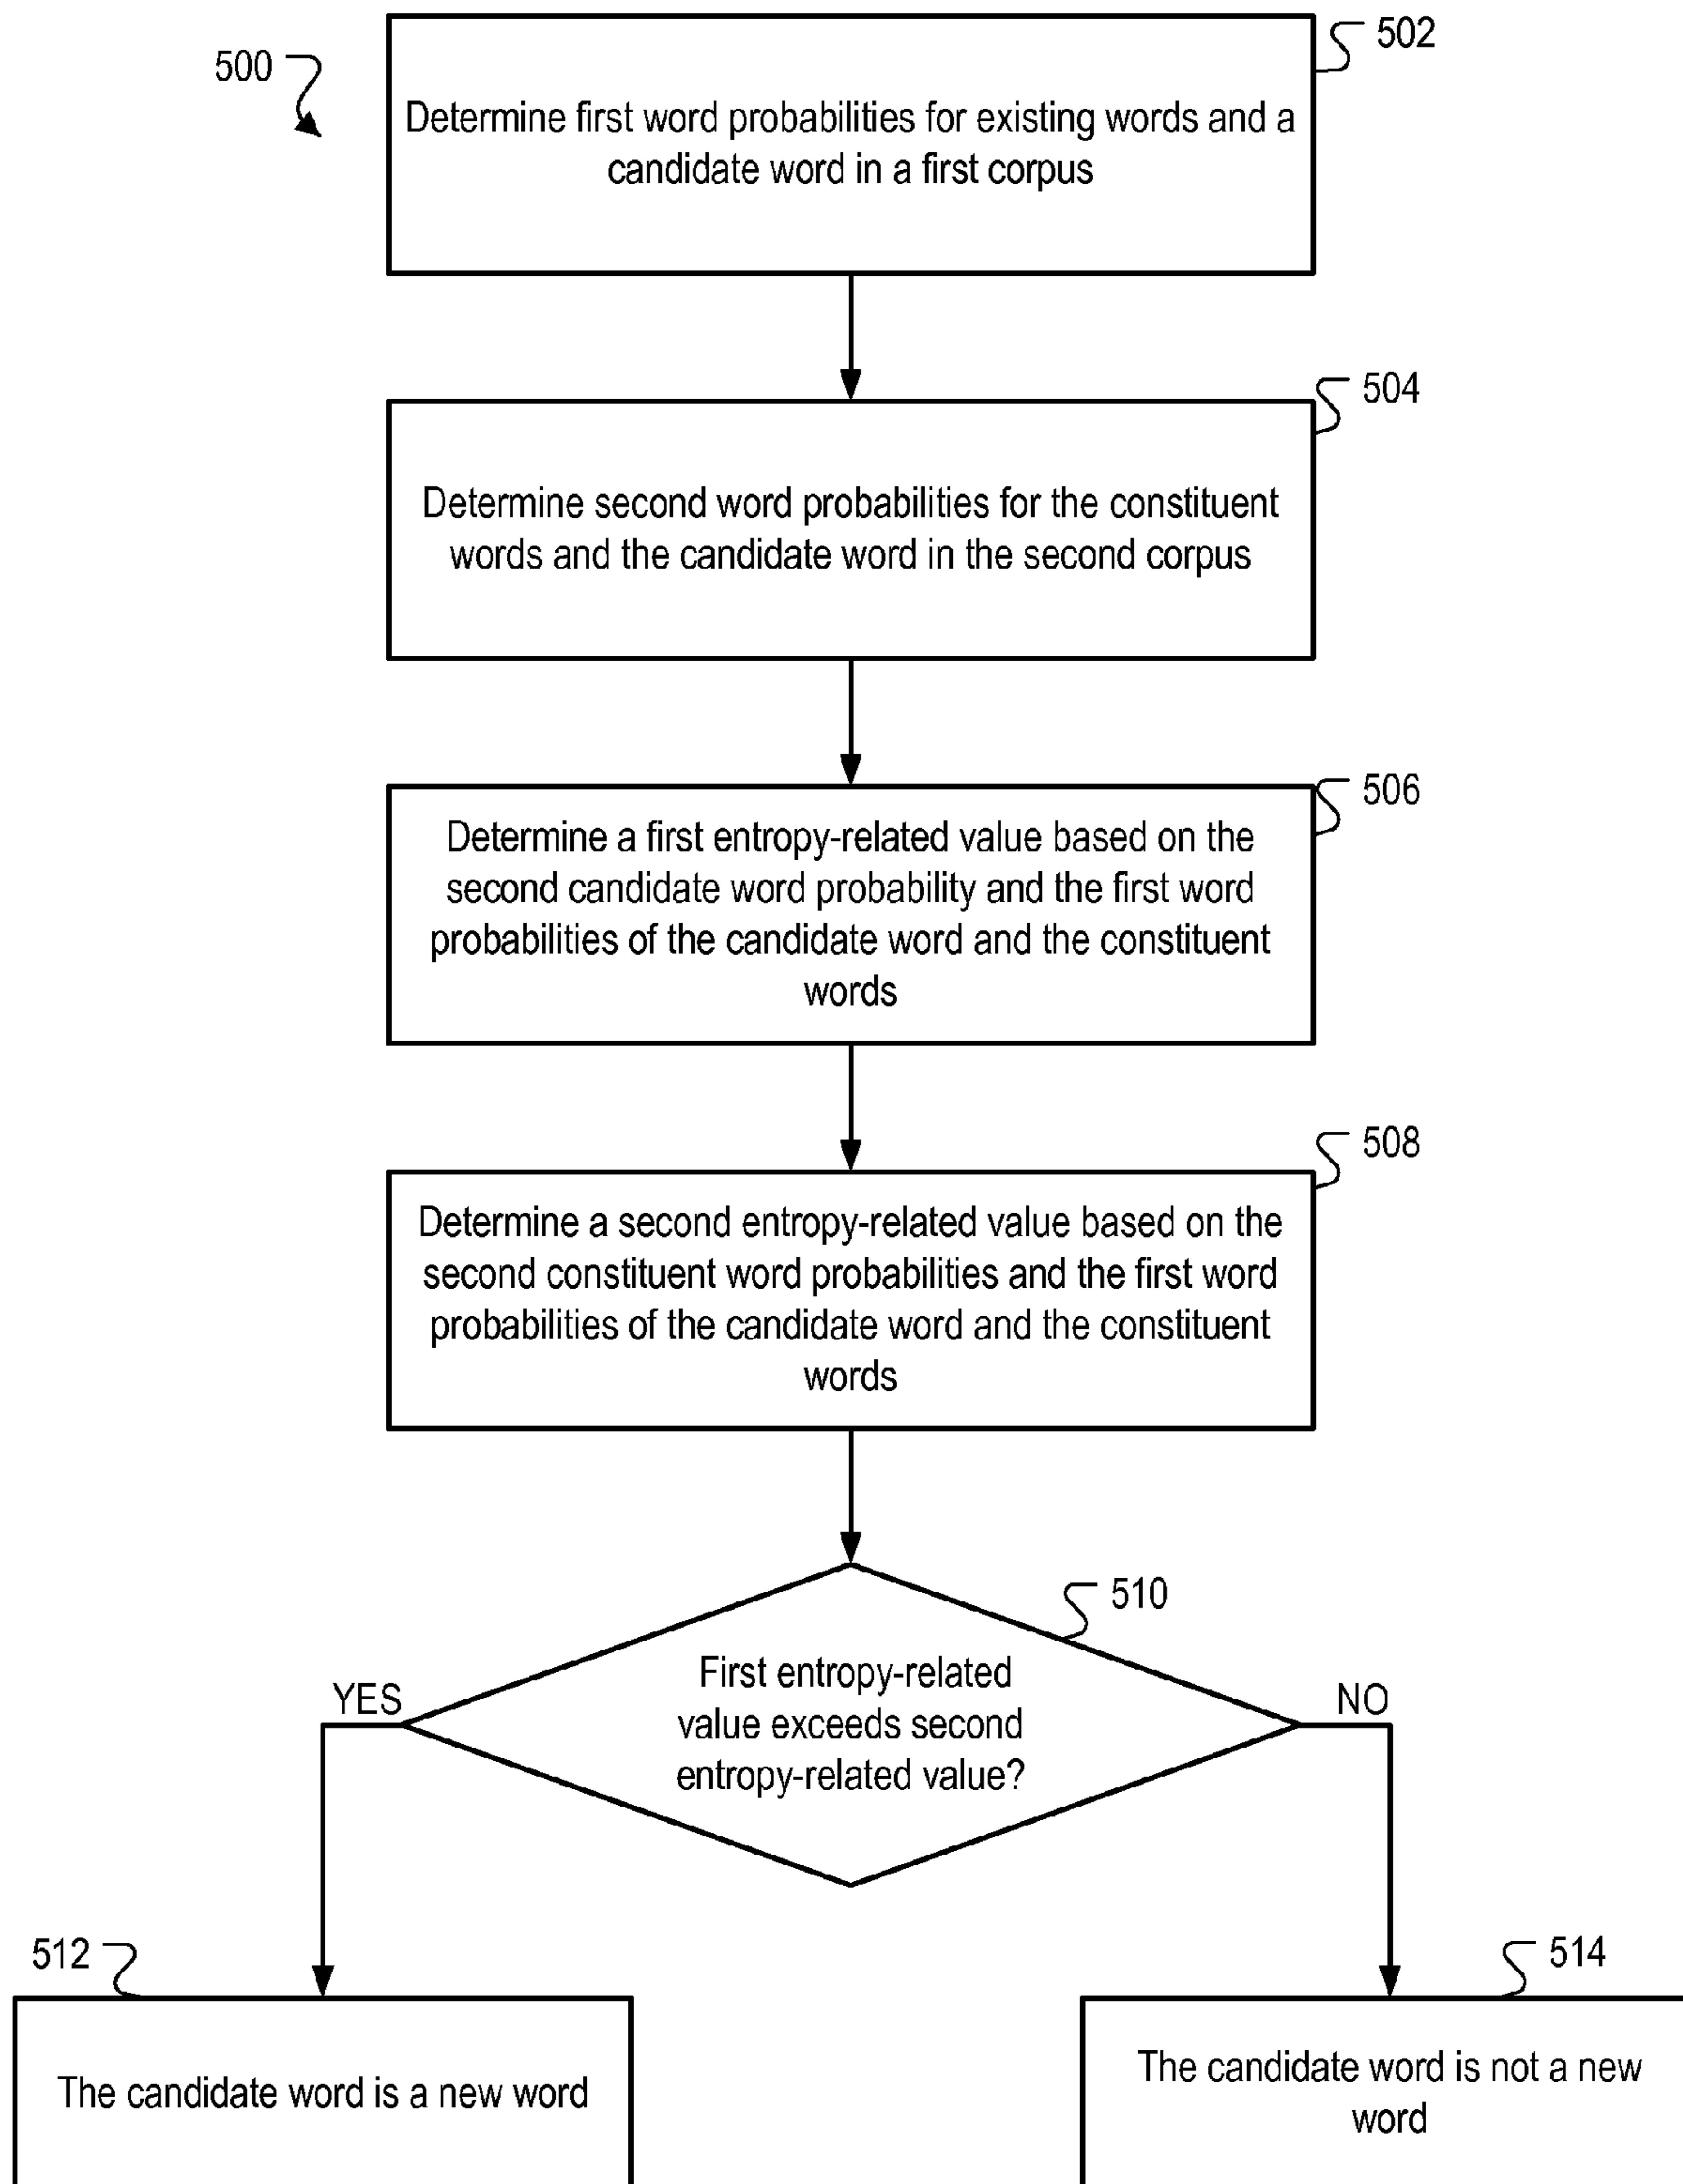 500
502
Determine first word probabilities for existing words and a
candidate word in a first corpus
504
Determine second word probabilities for the constituent
words and the candidate word in the second corpus
506
Determine a first entropy-related value based on the
second candidate word probability and the first word
probabilities of the candidate word and the constituent
words
508
Determine a second entropy-related value based on the
second constituent word probabilities and the first word
probabilities of the candidate word and the constituent
words
510
First entropy-related
value exceeds second
entropy-related value?
YES
NO
512
The candidate word is a new word
514
The candidate word is not a new
word